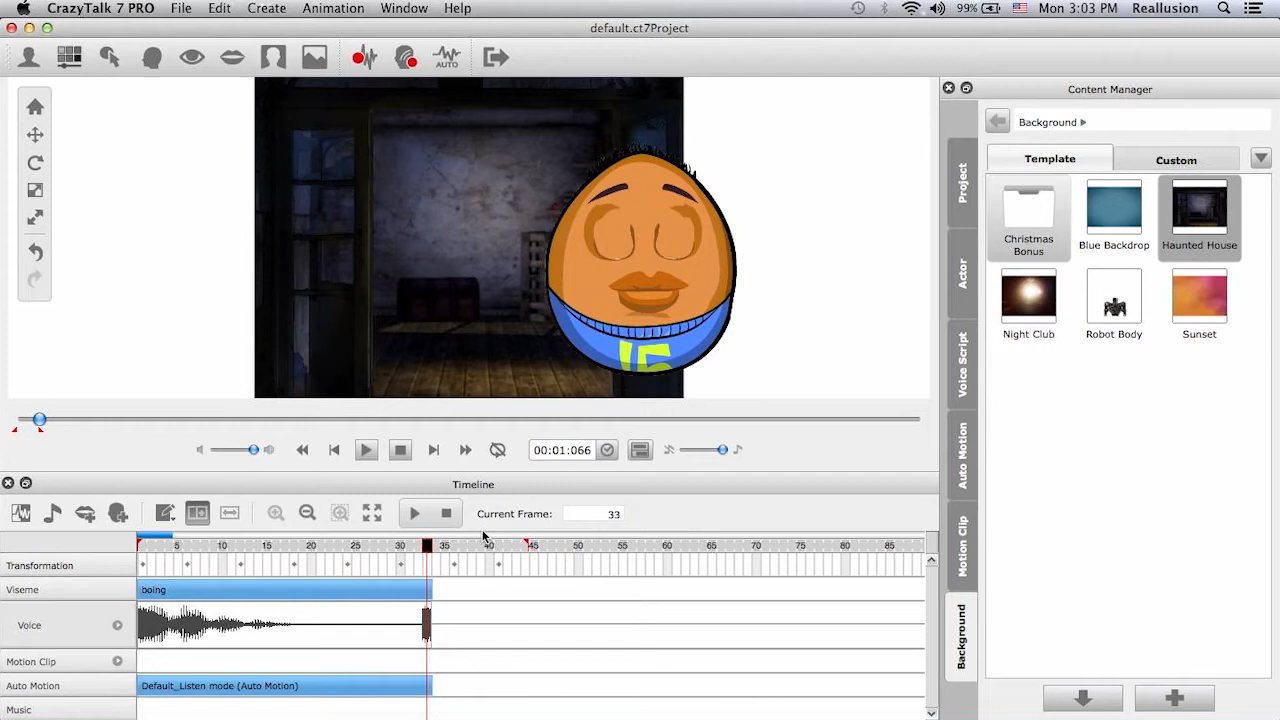 CrazyTalk 7 PRO File Edit Create Animation Window Help 99% Mon 3:03 PM Reallusion
default.ct7Project
AUTO
Content Manager
Background
Template Custom
Project
Actor
Voice Script
Auto Motion
Motion Clip
Background
Christmas Bonus
Blue Backdrop
Haunted House
Night Club
Robot Body
Sunset
15
00:01:066
Timeline
Current Frame: 33
5 10 15 20 25 30 35 40 45 50 55 60 65 70 75 80 85
Transformation
Viseme boing
Voice
Motion Clip
Auto Motion Default_Listen mode (Auto Motion)
Music